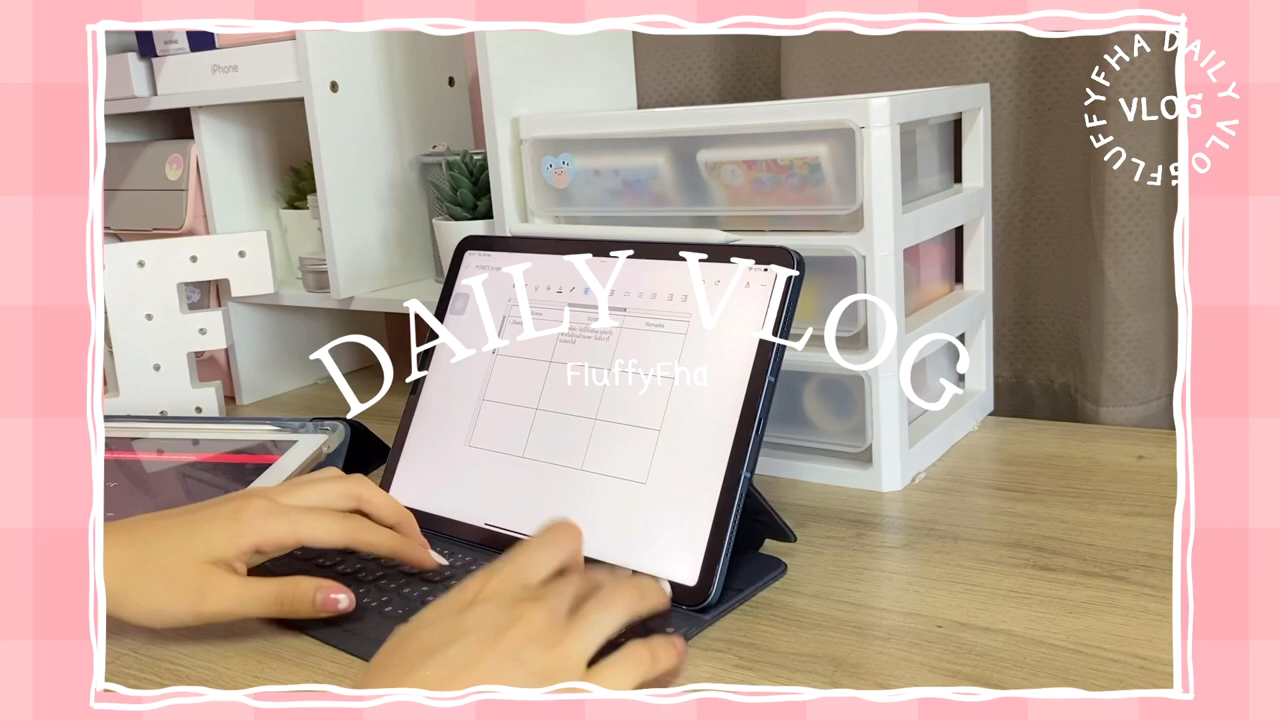 iPhone
FLUFFYFHA DAILY VLOG
VLOG
DAILY VLOG
FluffyFha
Remarks